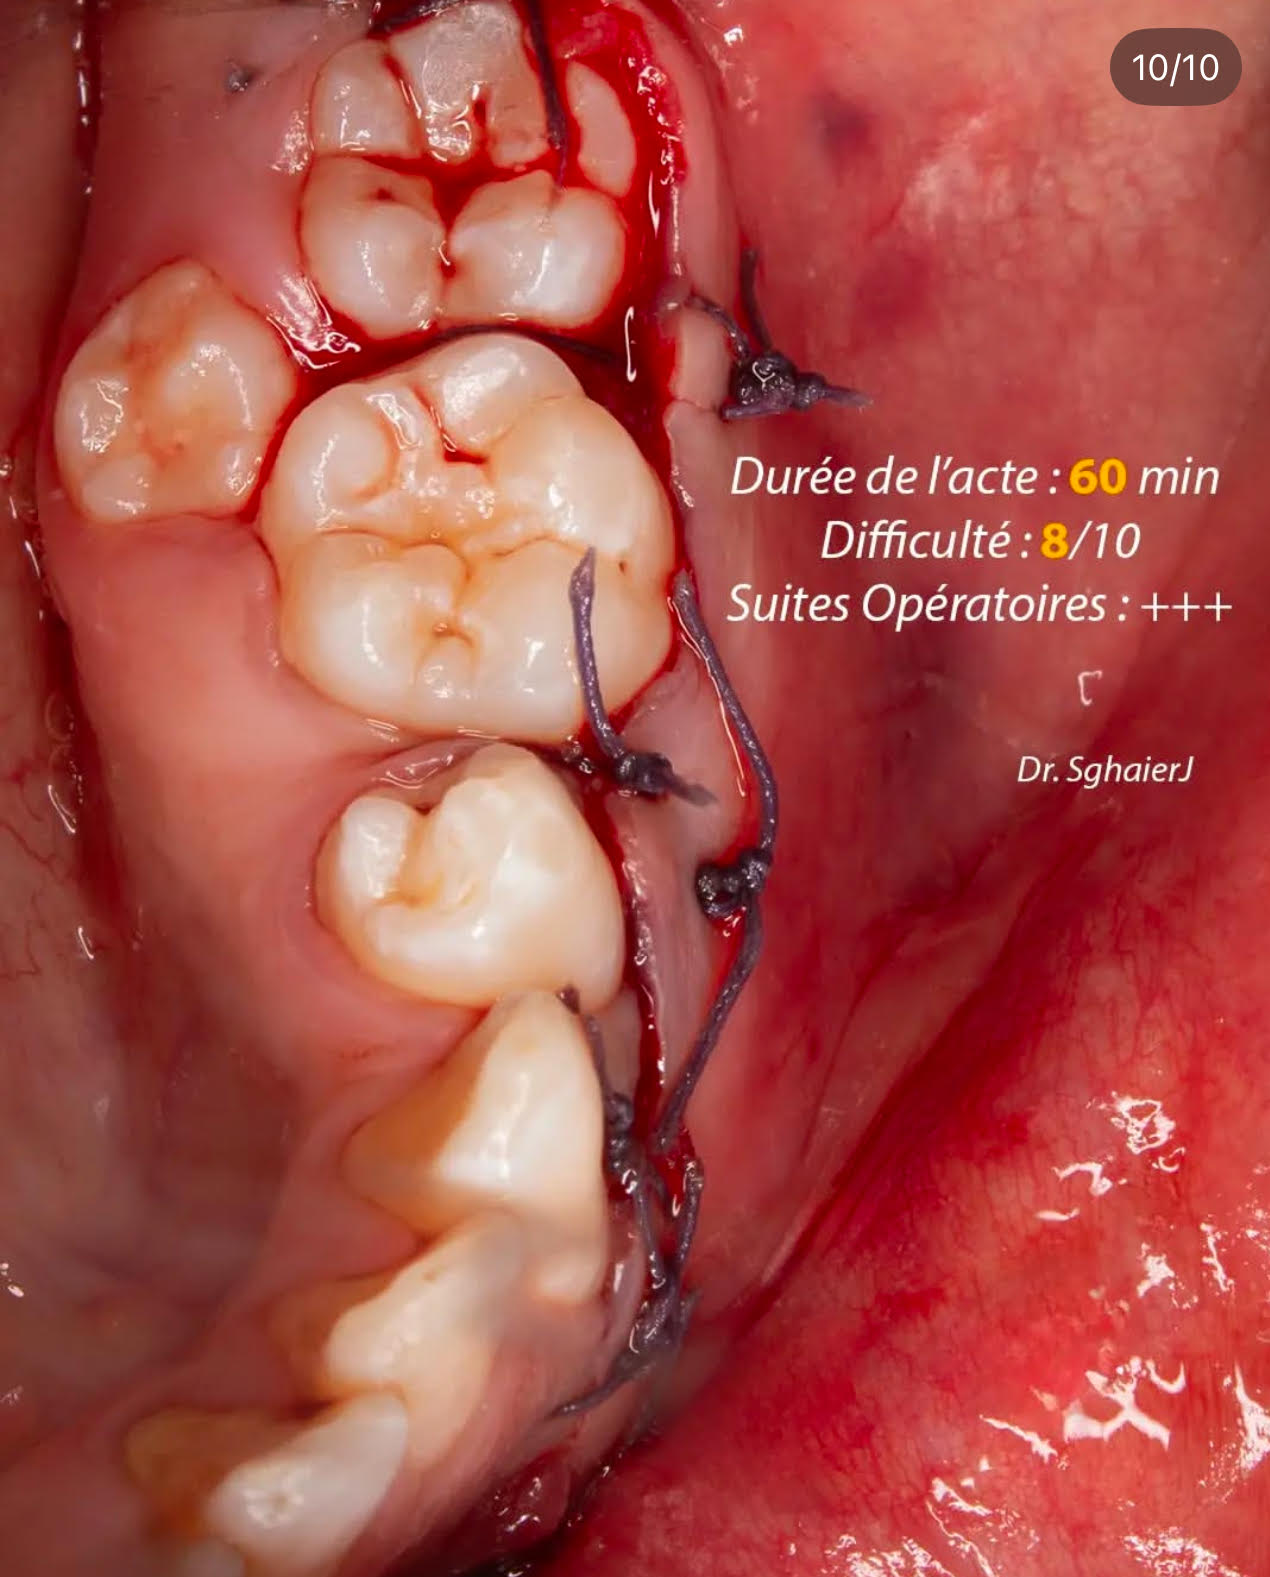 10/10
Durée de l'acte : 60 min
Difficulté : 8/10
Suites Opératoires : +++
Dr. SghaierJ